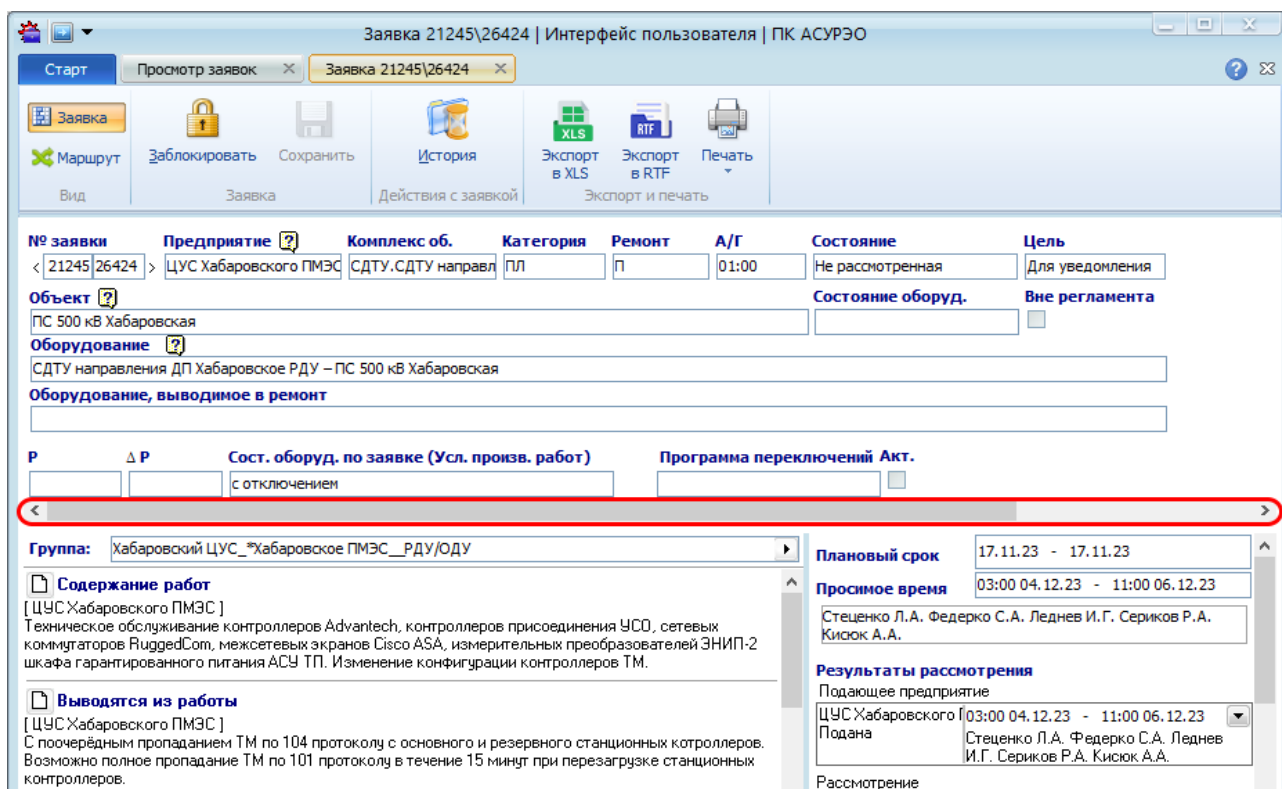 Заявка 21245\26424 | Интерфейс пользователя | ПК АСУРЭО
Старт Просмотр заявок Заявка 21245\26424
Заявка
Маршрут
Заблокировать Сохранить История
XLS RTF
Экспорт в XLS Экспорт в RTF Печать
Вид Заявка Действия с заявкой Экспорт и печать
№ заявки Предприятие ? Комплекс об. Категория Ремонт А/Г Состояние Цель
< 21245 26424 > ЦУС Хабаровского ПМЭС СДТУ.СДТУ направл ПЛ П 01:00 Не рассмотренная Для уведомления
Объект ? Состояние оборуд. Вне регламента
ПС 500 кВ Хабаровская
Оборудование ?
СДТУ направления ДП Хабаровское РДУ – ПС 500 кВ Хабаровская
Оборудование, выводимое в ремонт
Р Δ Р Сост. оборуд. по заявке (Усл. произв. работ) Программа переключений Акт.
с отключением
Группа: Хабаровский ЦУС_*Хабаровское ПМЭС__РДУ/ОДУ
Содержание работ
[ ЦУС Хабаровского ПМЭС ]
Техническое обслуживание контроллеров Advantech, контроллеров присоединения УСО, сетевых
коммутаторов RuggedCom, межсетевых экранов Cisco ASA, измерительных преобразователей ЭНИП-2
шкафа гарантированного питания АСУ ТП. Изменение конфигурации контроллеров ТМ.
Выводятся из работы
[ ЦУС Хабаровского ПМЭС ]
С поочерёдным пропаданием ТМ по 104 протоколу с основного и резервного станционных котроллеров.
Возможно полное пропадание ТМ по 101 протоколу в течение 15 минут при перезагрузке станционных
контроллеров.
Плановый срок 17.11.23 - 17.11.23
Просимое время 03:00 04.12.23 - 11:00 06.12.23
Стеценко Л.А. Федерко С.А. Леднев И.Г. Сериков Р.А.
Кисюк А.А.
Результаты рассмотрения
Подающее предприятие
ЦУС Хабаровского П 03:00 04.12.23 - 11:00 06.12.23
Подана Стеценко Л.А. Федерко С.А. Леднев
И.Г. Сериков Р.А. Кисюк А.А.
Рассмотрение